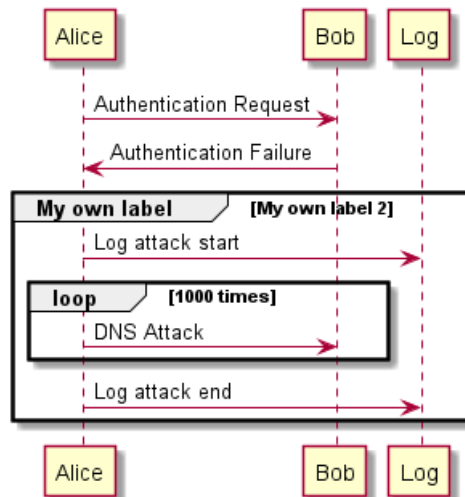 Alice Bob Log
Authentication Request
Authentication Failure
My own label [My own label 2]
Log attack start
loop [1000 times]
DNS Attack
Log attack end
Alice Bob Log